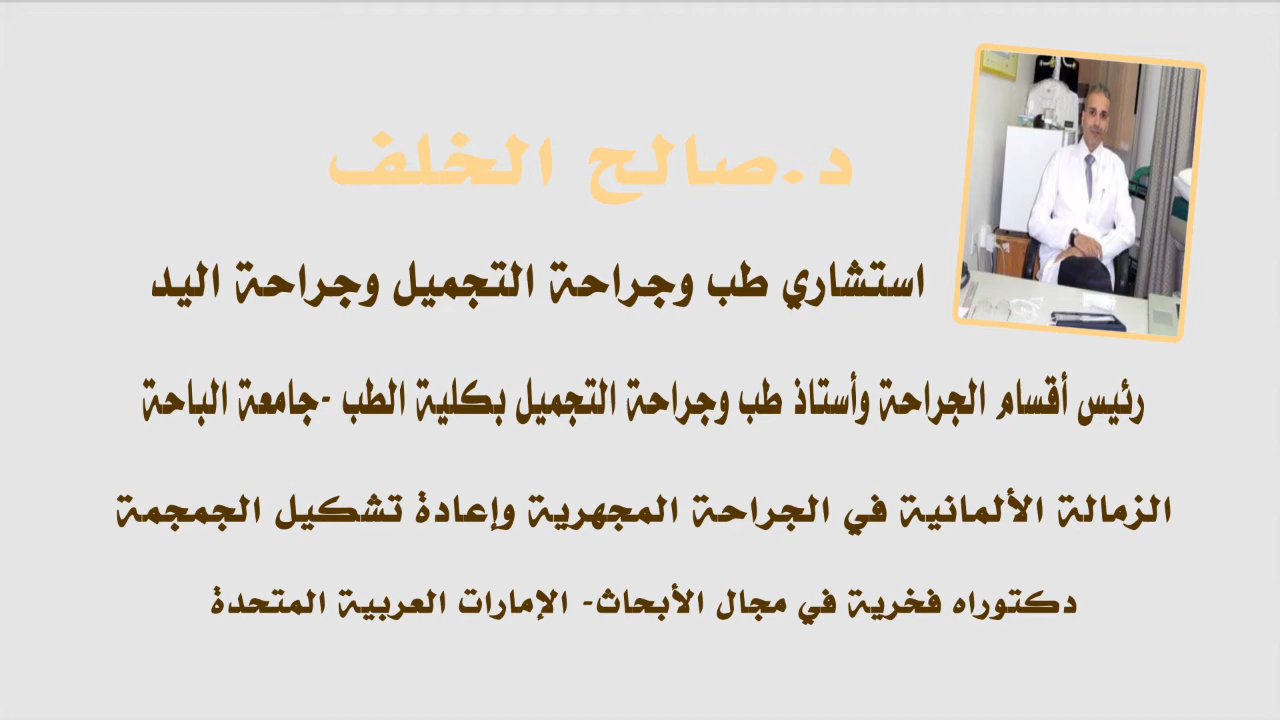 د.صالح الخلف
استشاري طب وجراحة التجميل وجراحة اليد
رئيس أقسام الجراحة وأستاذ طب وجراحة التجميل بكلية الطب -جامعة الباحة
الزمالة الألمانية في الجراحة المجهرية وإعادة تشكيل الجمجمة
دكتوراه فخرية في مجال الأبحاث- الإمارات العربية المتحدة